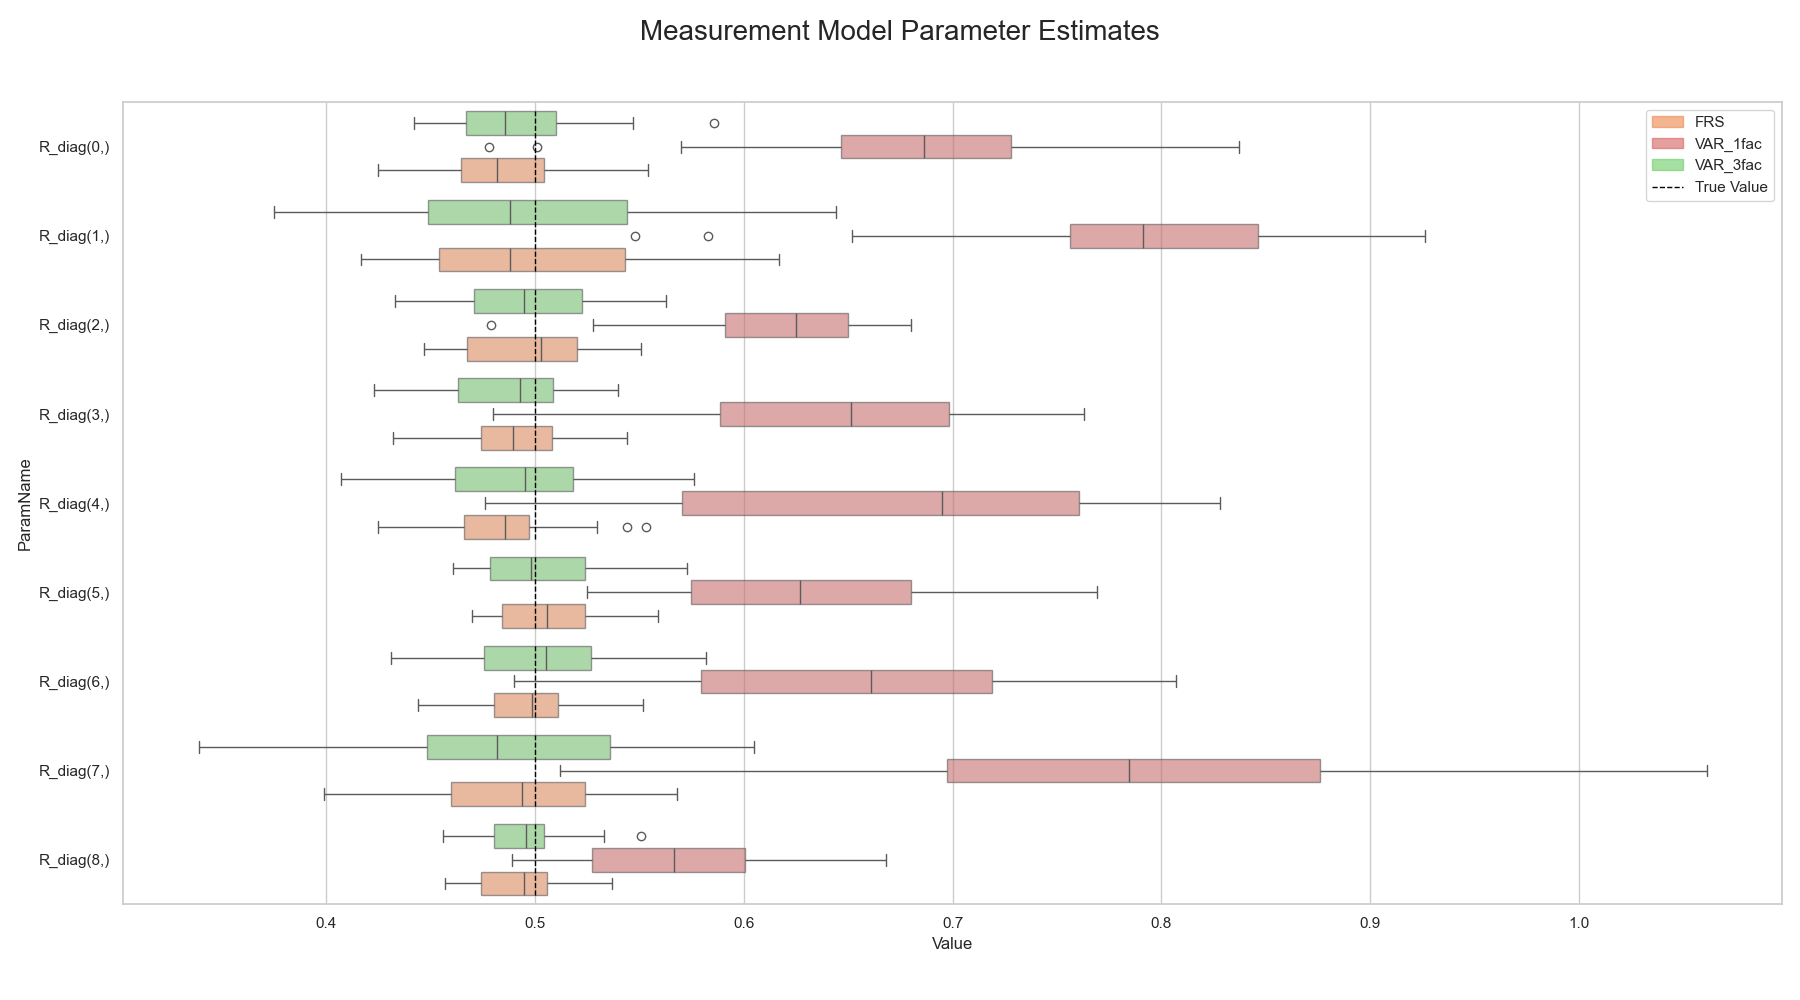 Measurement Model Parameter Estimates
FRS
VAR_1fac
VAR_3fac
True Value
R_diag(0,)
R_diag(1,)
R_diag(2,)
R_diag(3,)
R_diag(4,)
R_diag(5,)
R_diag(6,)
R_diag(7,)
R_diag(8,)
ParamName
0.4 0.5 0.6 0.7 0.8 0.9 1.0
Value